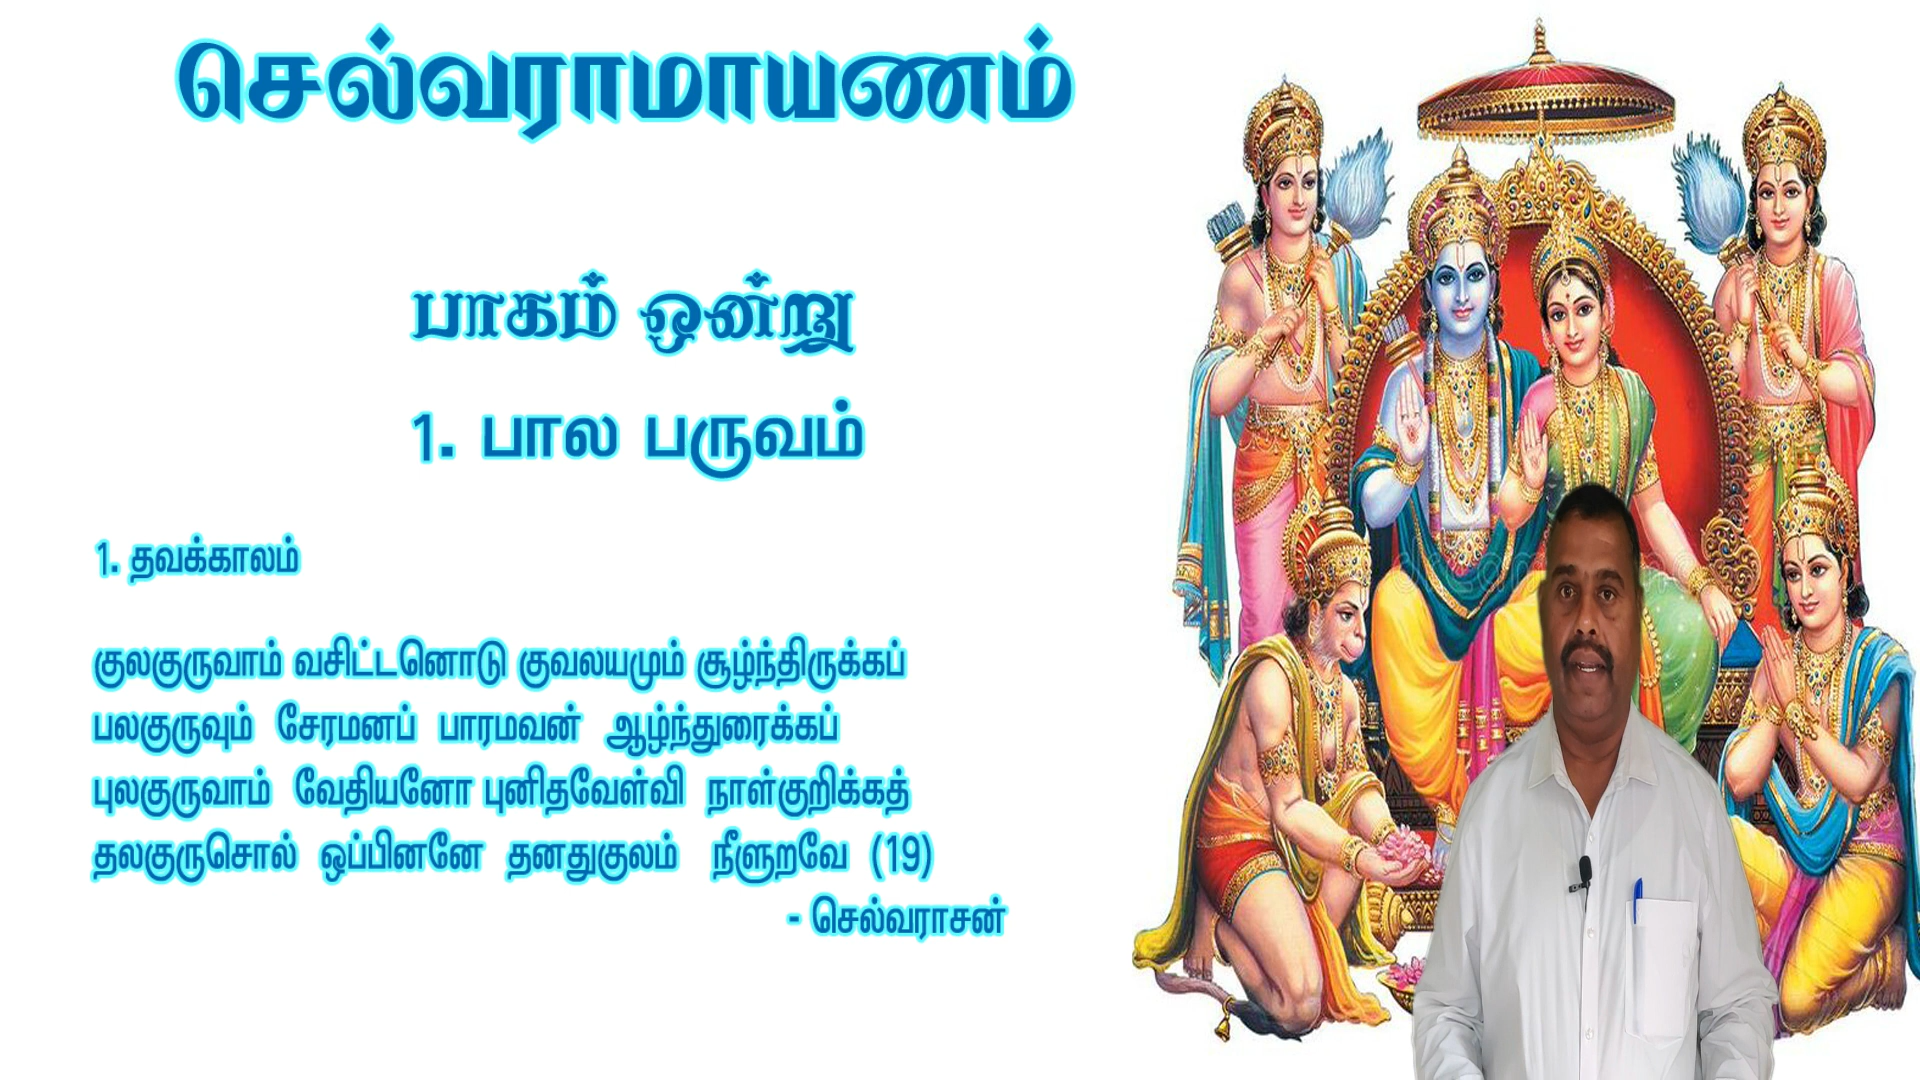 செல்வராமாயணம்
பாகம் ஒன்று
1. பால பருவம்
1. தவக்காலம்
குலகுருவாம் வசிட்டனொடு குவலயமும் சூழ்ந்திருக்கப்
பலகுருவும் சேரமனப் பாரமவன் ஆழ்ந்துரைக்கப்
புலகுருவாம் வேதியனோ புனிதவேள்வி நாள்குறிக்கத்
தலகுருசொல் ஒப்பினனே தனதுகுலம் நீளுறவே (19)
- செல்வராசன்